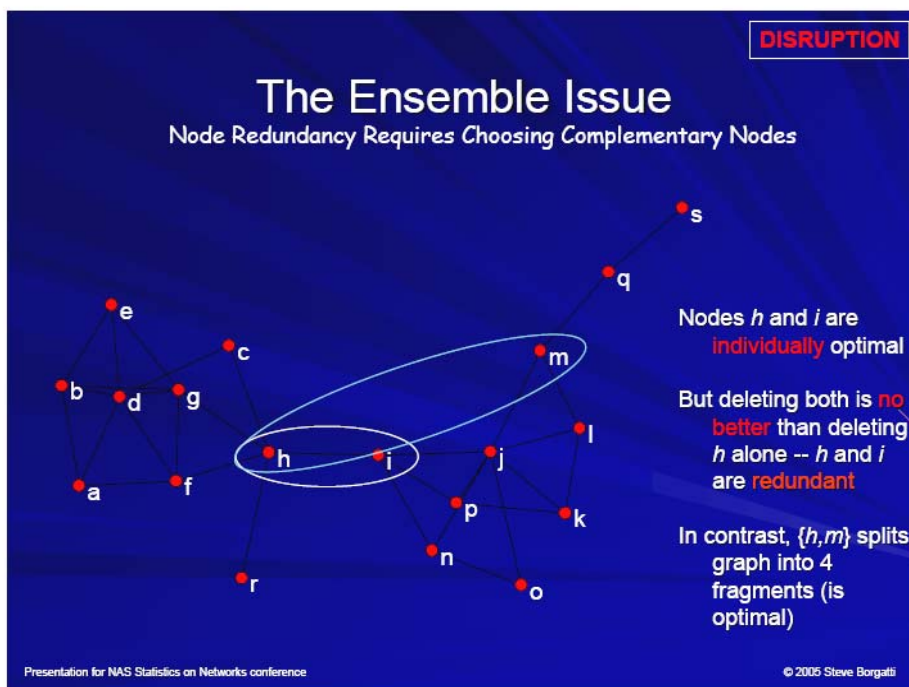 DISRUPTION
The Ensemble Issue
Node Redundancy Requires Choosing Complementary Nodes
s
q
e
c
m
b
d
g
l
h
i
j
a
f
p
k
n
r
o
Nodes h and i are
individually optimal
But deleting both is no
better than deleting
h alone -- h and i
are redundant
In contrast, {h,m} splits
graph into 4
fragments (is
optimal)
Presentation for NAS Statistics on Networks conference
© 2005 Steve Borgatti